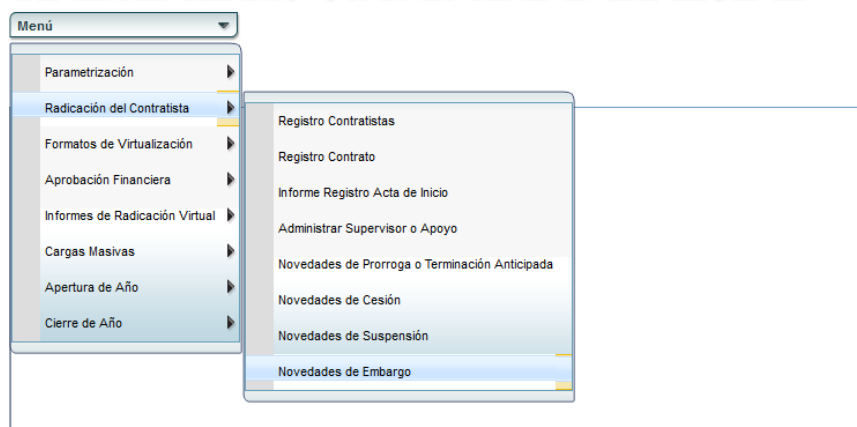 Menú
Parametrización
Radicación del Contratista
Formatos de Virtualización
Aprobación Financiera
Informes de Radicación Virtual
Cargas Masivas
Apertura de Año
Cierre de Año
Registro Contratistas
Registro Contrato
Informe Registro Acta de Inicio
Administrar Supervisor o Apoyo
Novedades de Prorroga o Terminación Anticipada
Novedades de Cesión
Novedades de Suspensión
Novedades de Embargo